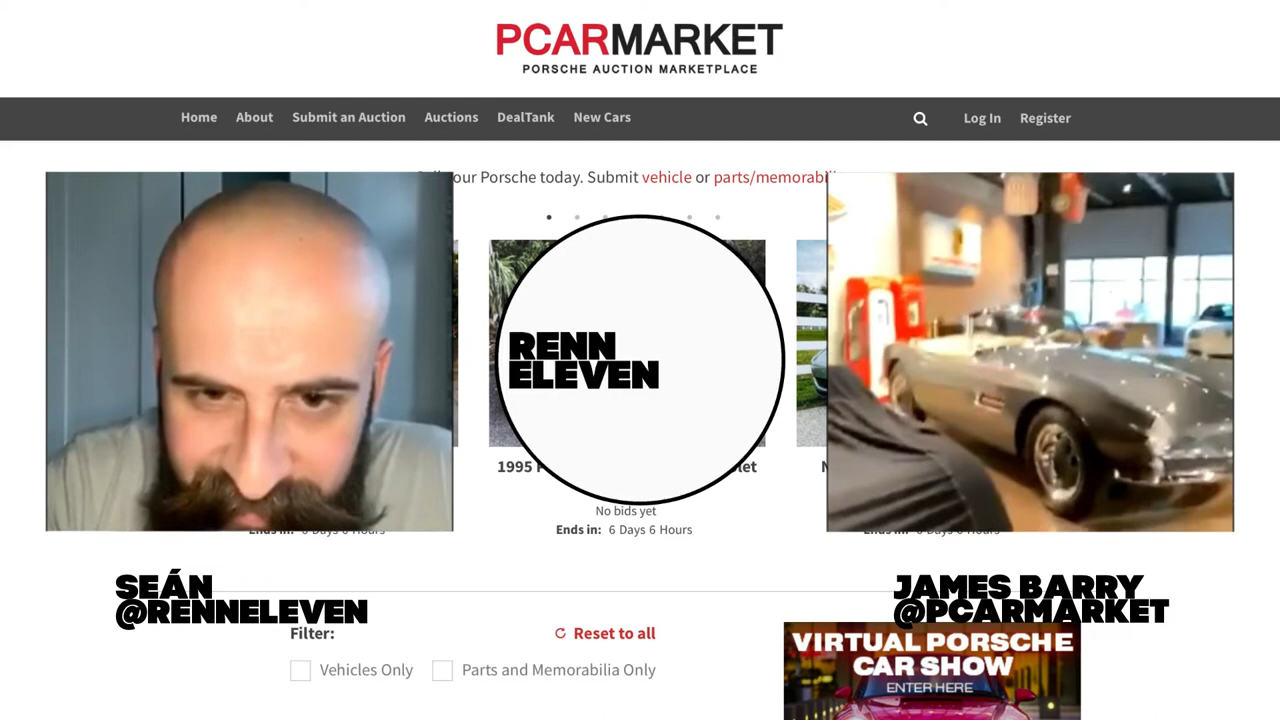 PCARMARKET
PORSCHE AUCTION MARKETPLACE
Home About Submit an Auction Auctions DealTank New Cars Log In Register
our Porsche today. Submit vehicle or parts/memorabil
RENN
ELEVEN
1995
No bids yet
Ends in: 6 Days 6 Hours
SEÁN
@RENNELEVEN
JAMES BARRY
@PCARMARKET
Filter:
Reset to all
Vehicles Only
Parts and Memorabilia Only
VIRTUAL PORSCHE
CAR SHOW
ENTER HERE